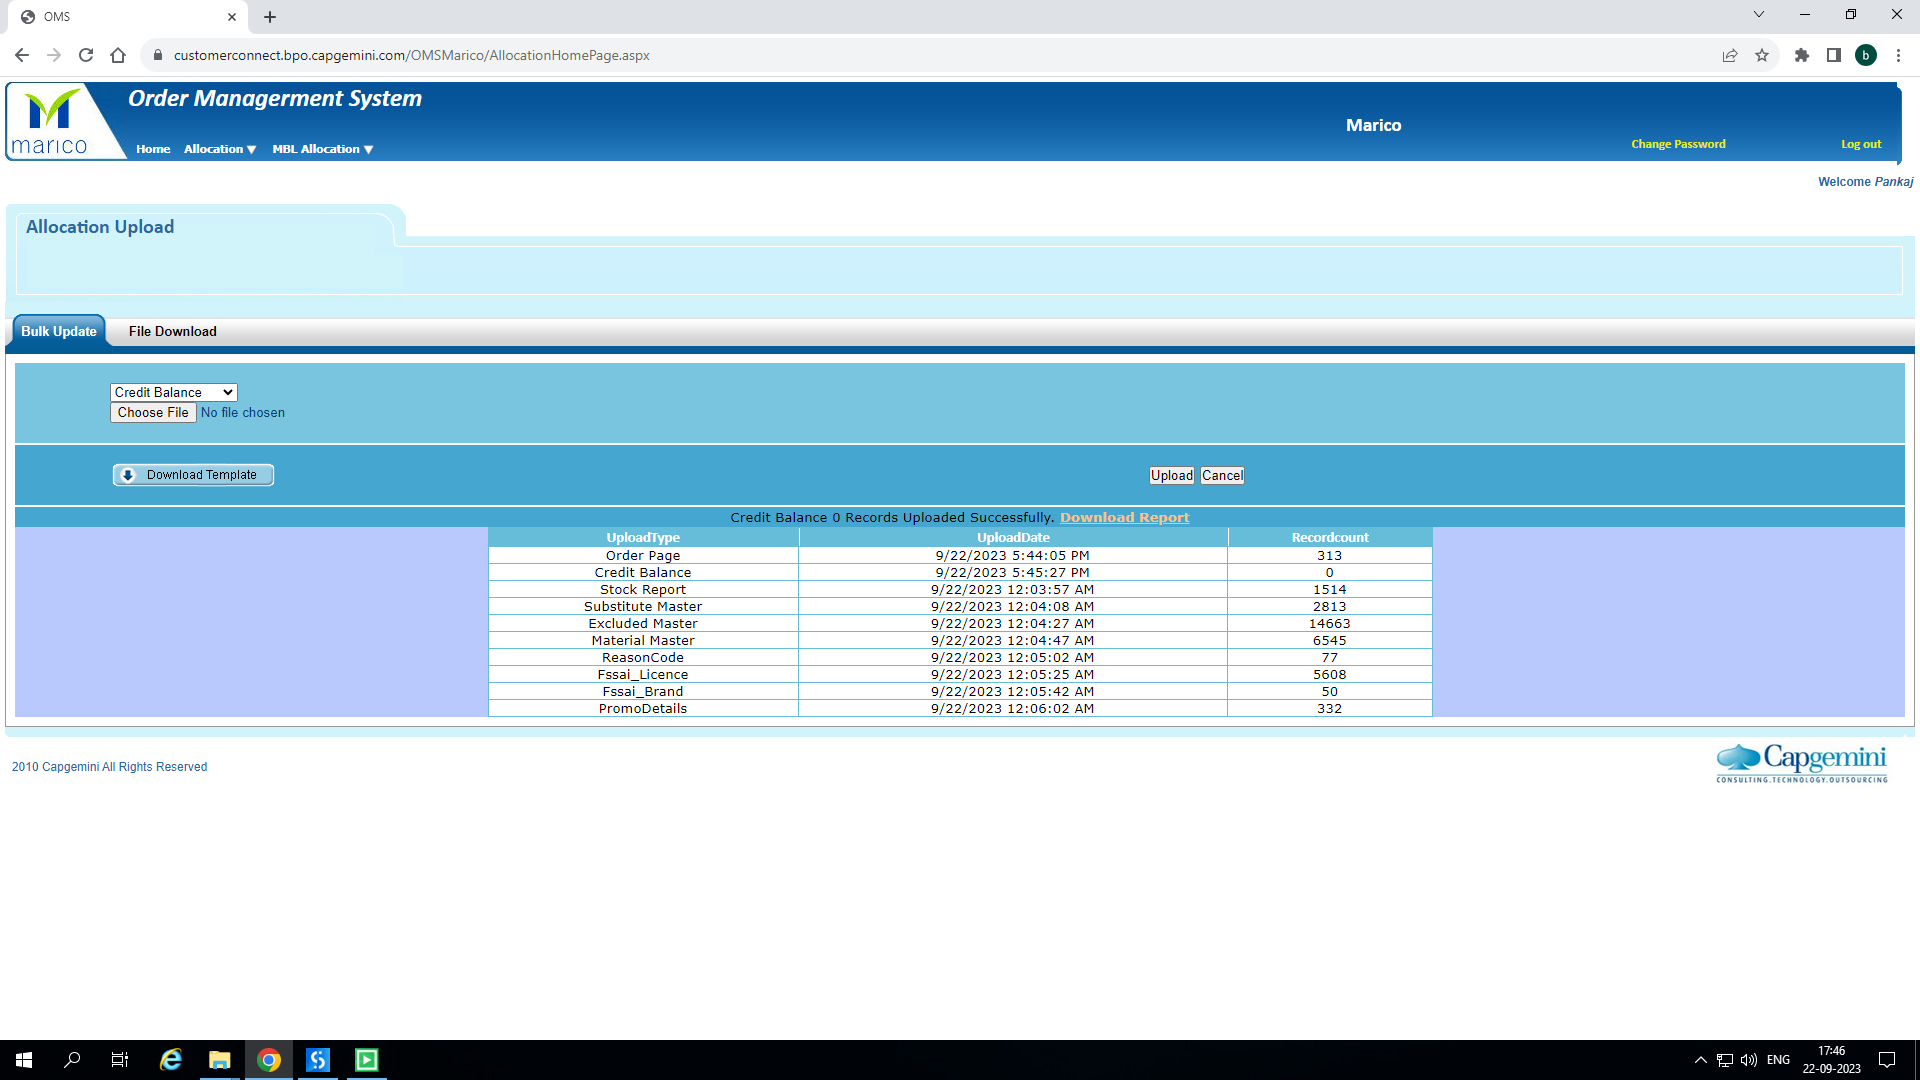 OMS
customerconnect.bpo.capgemini.com/OMSMarico/AllocationHomePage.aspx
b
Order Managerment System
marico
Marico
Home Allocation MBL Allocation
Change Password
Log out
Welcome Pankaj
Allocation Upload
Bulk Update File Download
Credit Balance
Choose File No file chosen
Download Template
Upload Cancel
Credit Balance 0 Records Uploaded Successfully. Download Report
UploadType UploadDate Recordcount
Order Page 9/22/2023 5:44:05 PM 313
Credit Balance 9/22/2023 5:45:27 PM 0
Stock Report 9/22/2023 12:03:57 AM 1514
Substitute Master 9/22/2023 12:04:08 AM 2813
Excluded Master 9/22/2023 12:04:27 AM 14663
Material Master 9/22/2023 12:04:47 AM 6545
ReasonCode 9/22/2023 12:05:02 AM 77
Fssai_Licence 9/22/2023 12:05:25 AM 5608
Fssai_Brand 9/22/2023 12:05:42 AM 50
PromoDetails 9/22/2023 12:06:02 AM 332
2010 Capgemini All Rights Reserved
Capgemini
CONSULTING.TECHNOLOGY.OUTSOURCING
ENG
17:46
22-09-2023